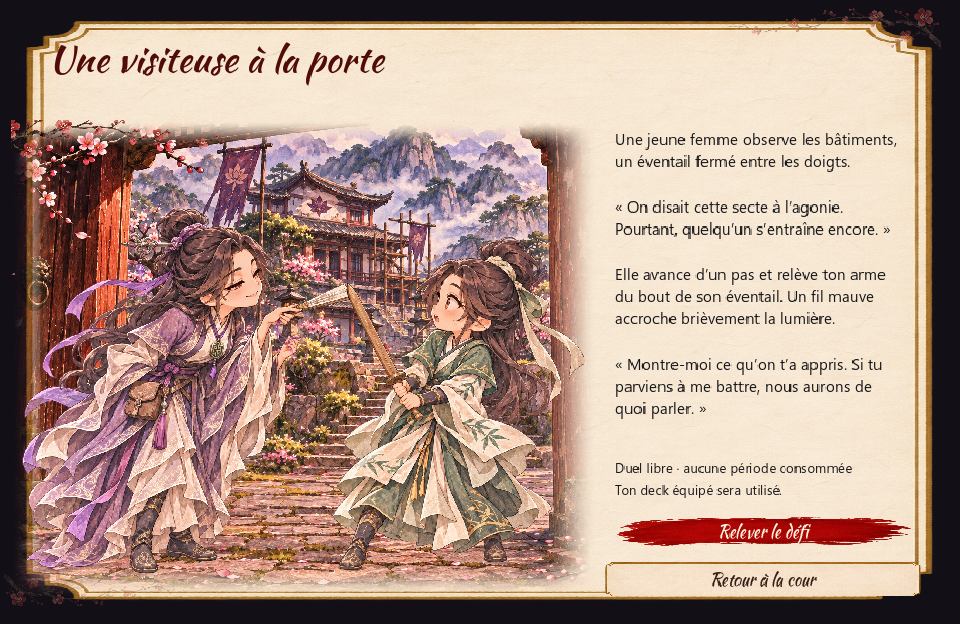 Une visiteuse à la porte
Une jeune femme observe les bâtiments,
un éventail fermé entre les doigts.
« On disait cette secte à l'agonie.
Pourtant, quelqu'un s'entraîne encore. »
Elle avance d'un pas et relève ton arme
du bout de son éventail. Un fil mauve
accroche brièvement la lumière.
« Montre-moi ce qu'on t'a appris. Si tu
parviens à me battre, nous aurons de
quoi parler. »
Duel libre · aucune période consommée
Ton deck équipé sera utilisé.
Relever le défi
Retour à la cour